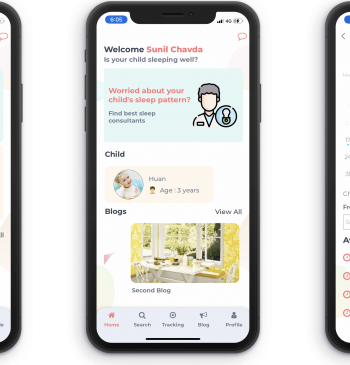 6:05
4G
Welcome Sunil Chavda
Is your child sleeping well?
Worried about your
child's sleep pattern?
Find best sleep
consultants
Child
Huan
Age : 3 years
Blogs
View All
Second Blog
Home
Search
Tracking
Blog
Profile